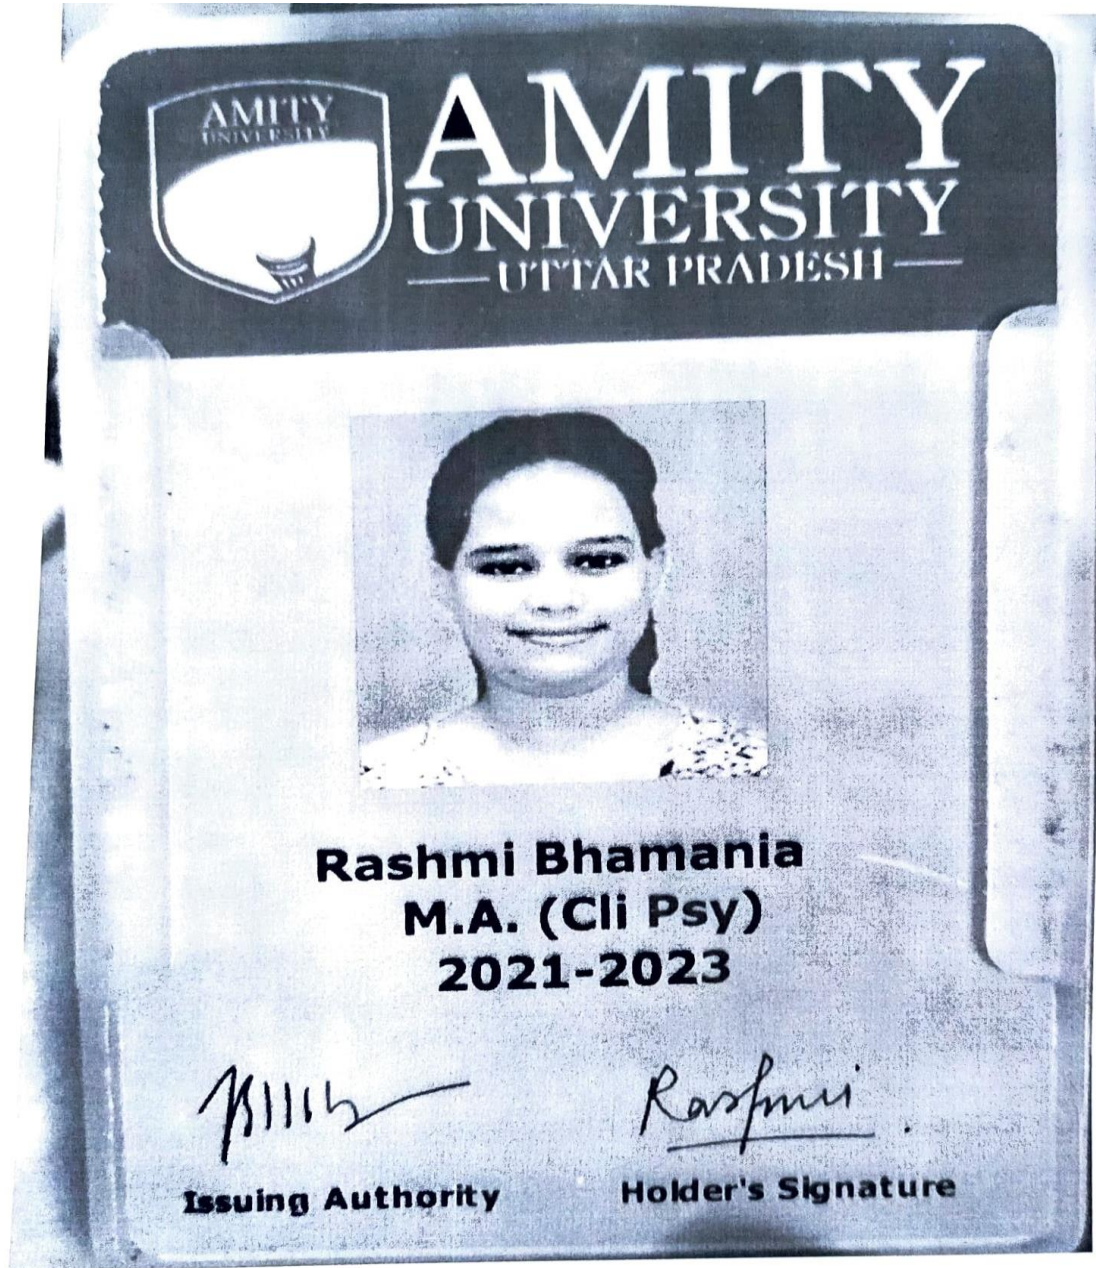 AMITY
UNIVERSITY
AMITY
UNIVERSITY
UTTAR PRADESH
Rashmi Bhamania
M.A. (Cli Psy)
2021-2023
Rashmi
Issuing Authority
Holder's Signature